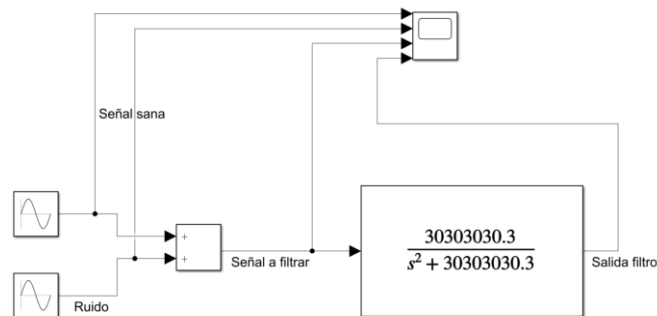 Señal sana
+
+
Señal a filtrar
30303030.3
s² + 30303030.3
Salida filtro
Ruido